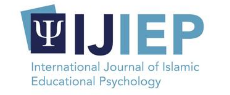 Ψ IJIEP
International Journal of Islamic
Educational Psychology